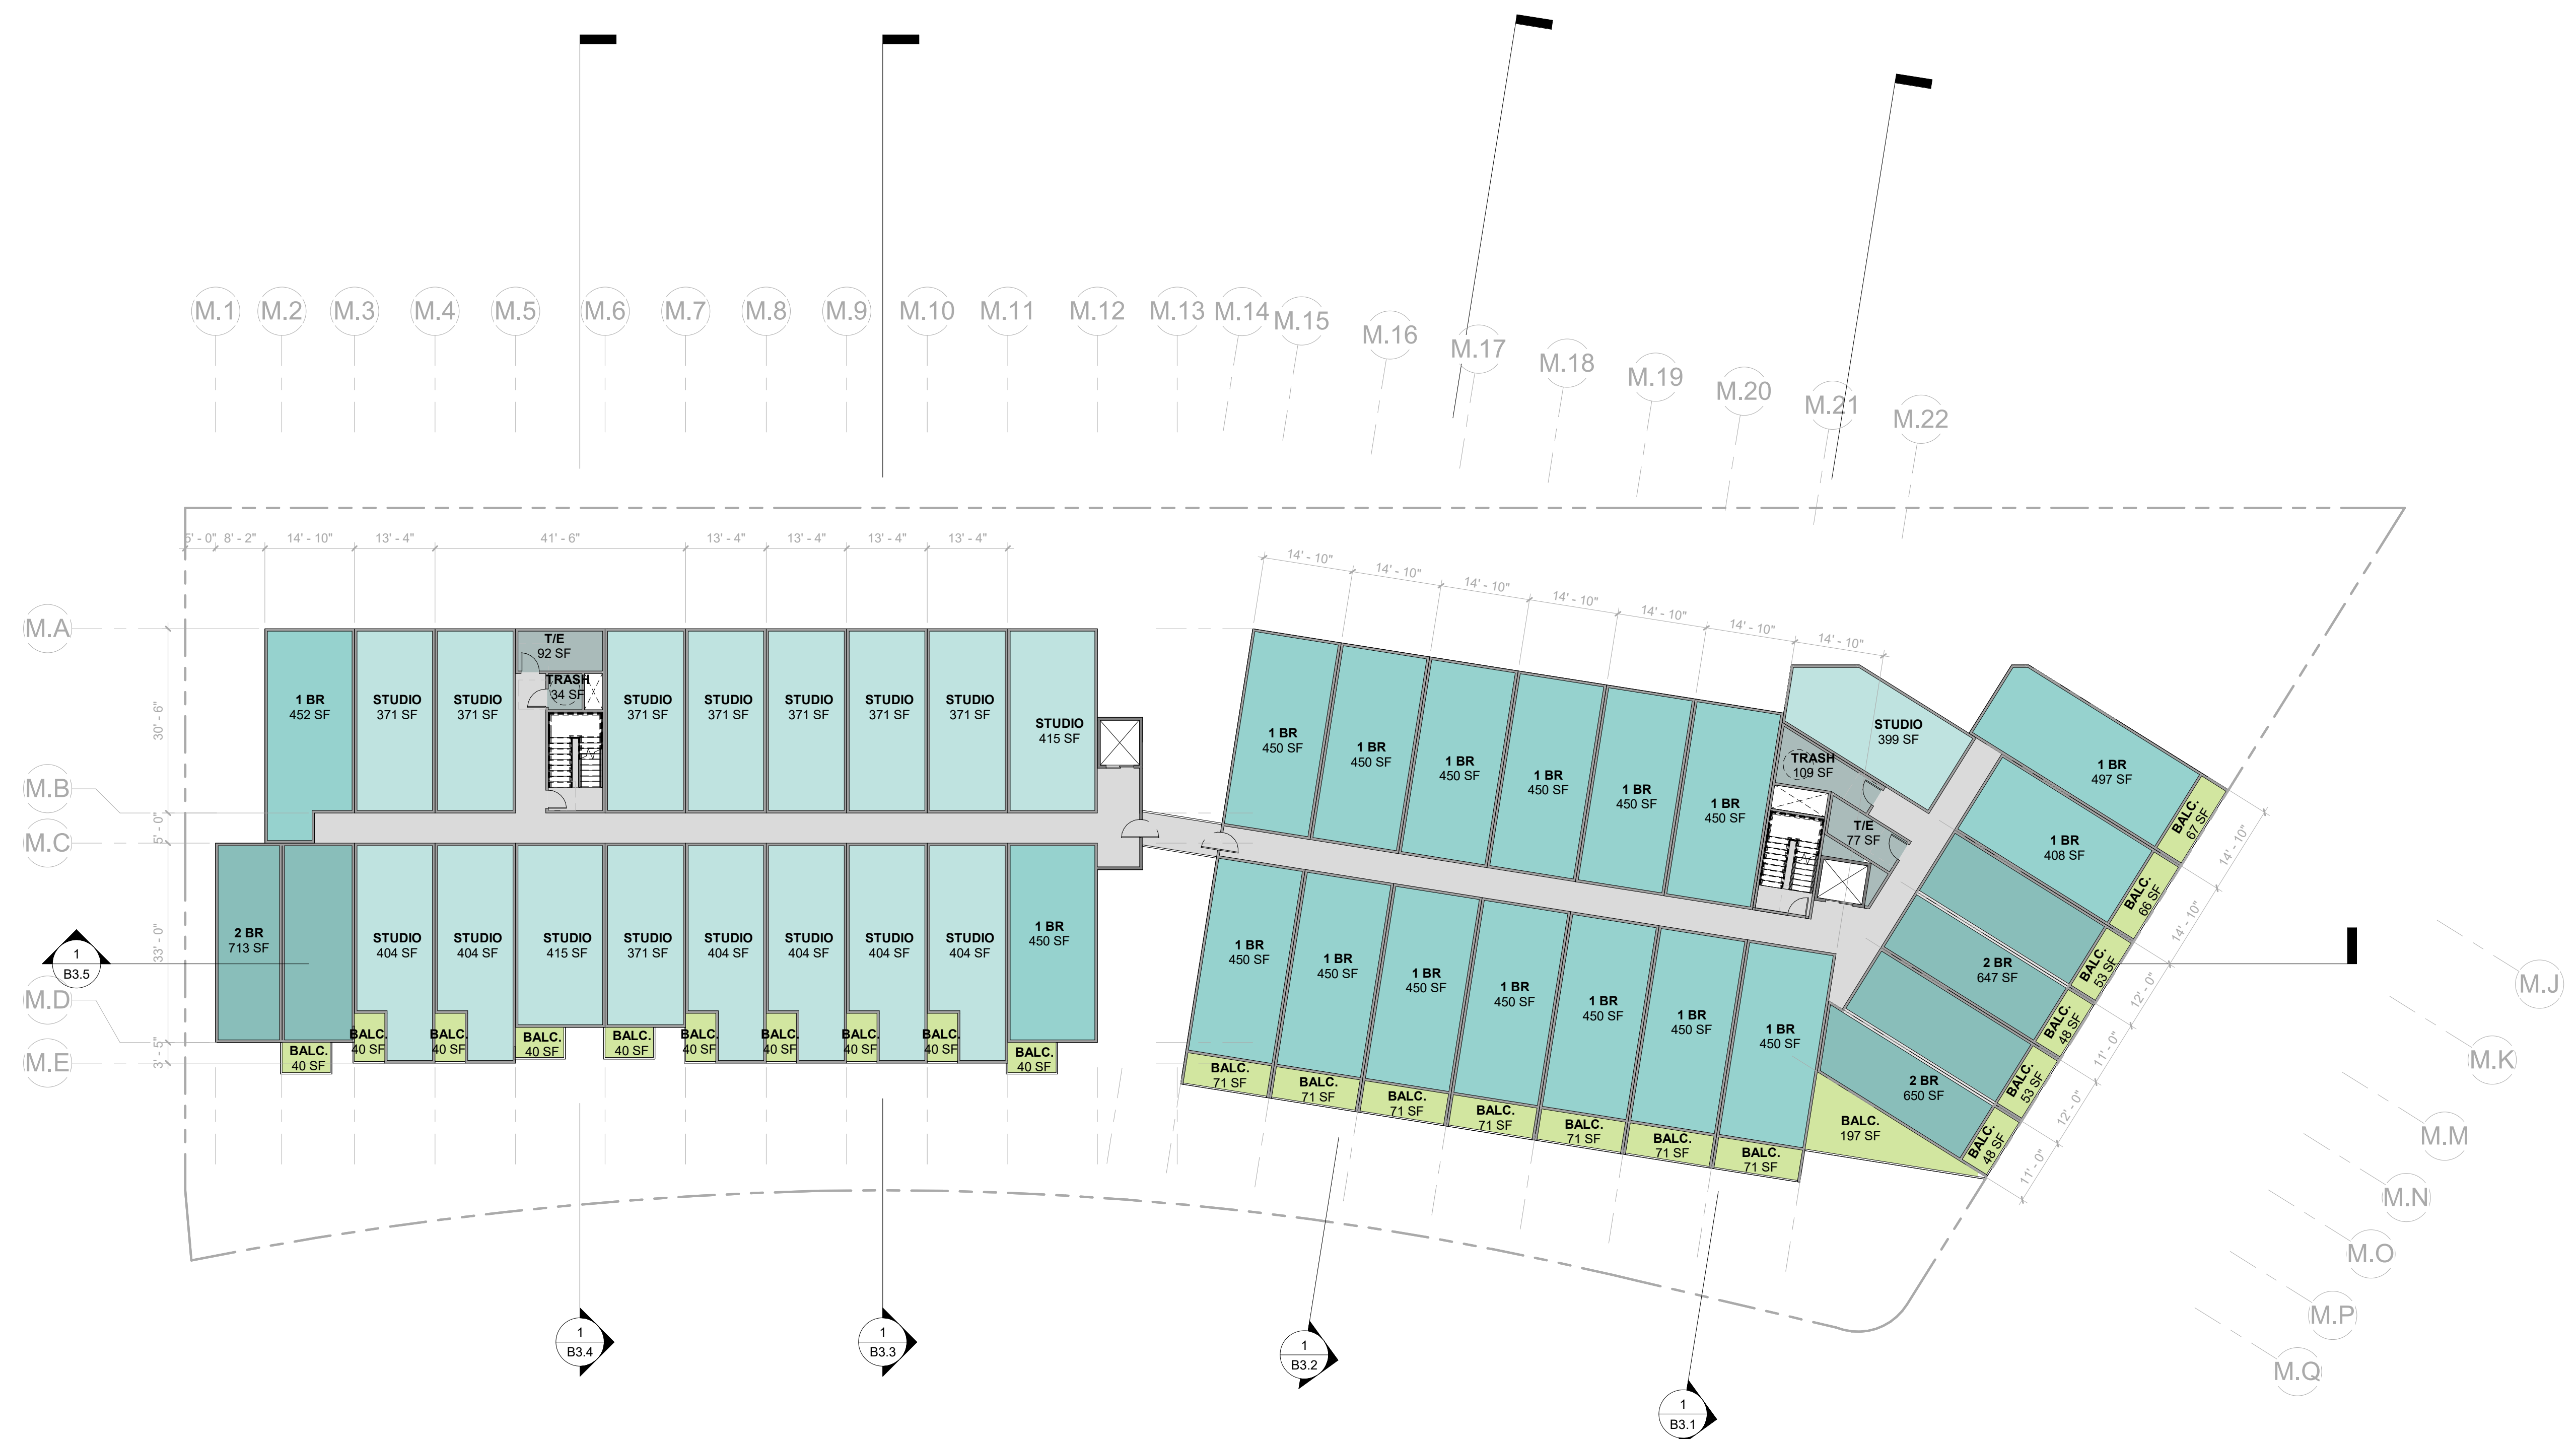 M.1
M.2
M.3
M.4
M.5
M.6
M.7
M.8
M.9
M.10
M.11
M.12
M.13
M.14
M.15
M.16
M.17
M.18
M.19
M.20
M.21
M.22
5' - 0"
8' - 2"
14' - 10"
13' - 4"
41' - 6"
13' - 4"
13' - 4"
13' - 4"
13' - 4"
14' - 10"
14' - 10"
14' - 10"
14' - 10"
14' - 10"
14' - 10"
14' - 10"
M.A
M.B
M.C
M.D
M.E
30' - 6"
5' - 0"
33' - 0"
3' - 5"
1 BR
452 SF
STUDIO
371 SF
STUDIO
371 SF
T/E
92 SF
TRASH
34 SF
STUDIO
371 SF
STUDIO
371 SF
STUDIO
371 SF
STUDIO
371 SF
STUDIO
371 SF
STUDIO
415 SF
2 BR
713 SF
STUDIO
404 SF
STUDIO
404 SF
STUDIO
415 SF
STUDIO
371 SF
STUDIO
404 SF
STUDIO
404 SF
STUDIO
404 SF
STUDIO
404 SF
1 BR
450 SF
BALC.
40 SF
BALC.
40 SF
BALC.
40 SF
BALC.
40 SF
BALC.
40 SF
BALC.
40 SF
BALC.
40 SF
BALC.
40 SF
BALC.
40 SF
BALC.
40 SF
1 BR
450 SF
1 BR
450 SF
1 BR
450 SF
1 BR
450 SF
1 BR
450 SF
1 BR
450 SF
TRASH
109 SF
T/E
77 SF
STUDIO
399 SF
1 BR
497 SF
1 BR
408 SF
2 BR
647 SF
2 BR
650 SF
1 BR
450 SF
1 BR
450 SF
1 BR
450 SF
1 BR
450 SF
1 BR
450 SF
1 BR
450 SF
1 BR
450 SF
BALC.
71 SF
BALC.
71 SF
BALC.
71 SF
BALC.
71 SF
BALC.
71 SF
BALC.
71 SF
BALC.
71 SF
BALC.
197 SF
BALC.
67 SF
BALC.
66 SF
BALC.
53 SF
BALC.
48 SF
BALC.
53 SF
BALC.
48 SF
14' - 10"
14' - 10"
12' - 0"
11' - 0"
12' - 0"
11' - 0"
M.J
M.K
M.M
M.N
M.O
M.P
M.Q
1
B3.5
1
B3.4
1
B3.3
1
B3.2
1
B3.1